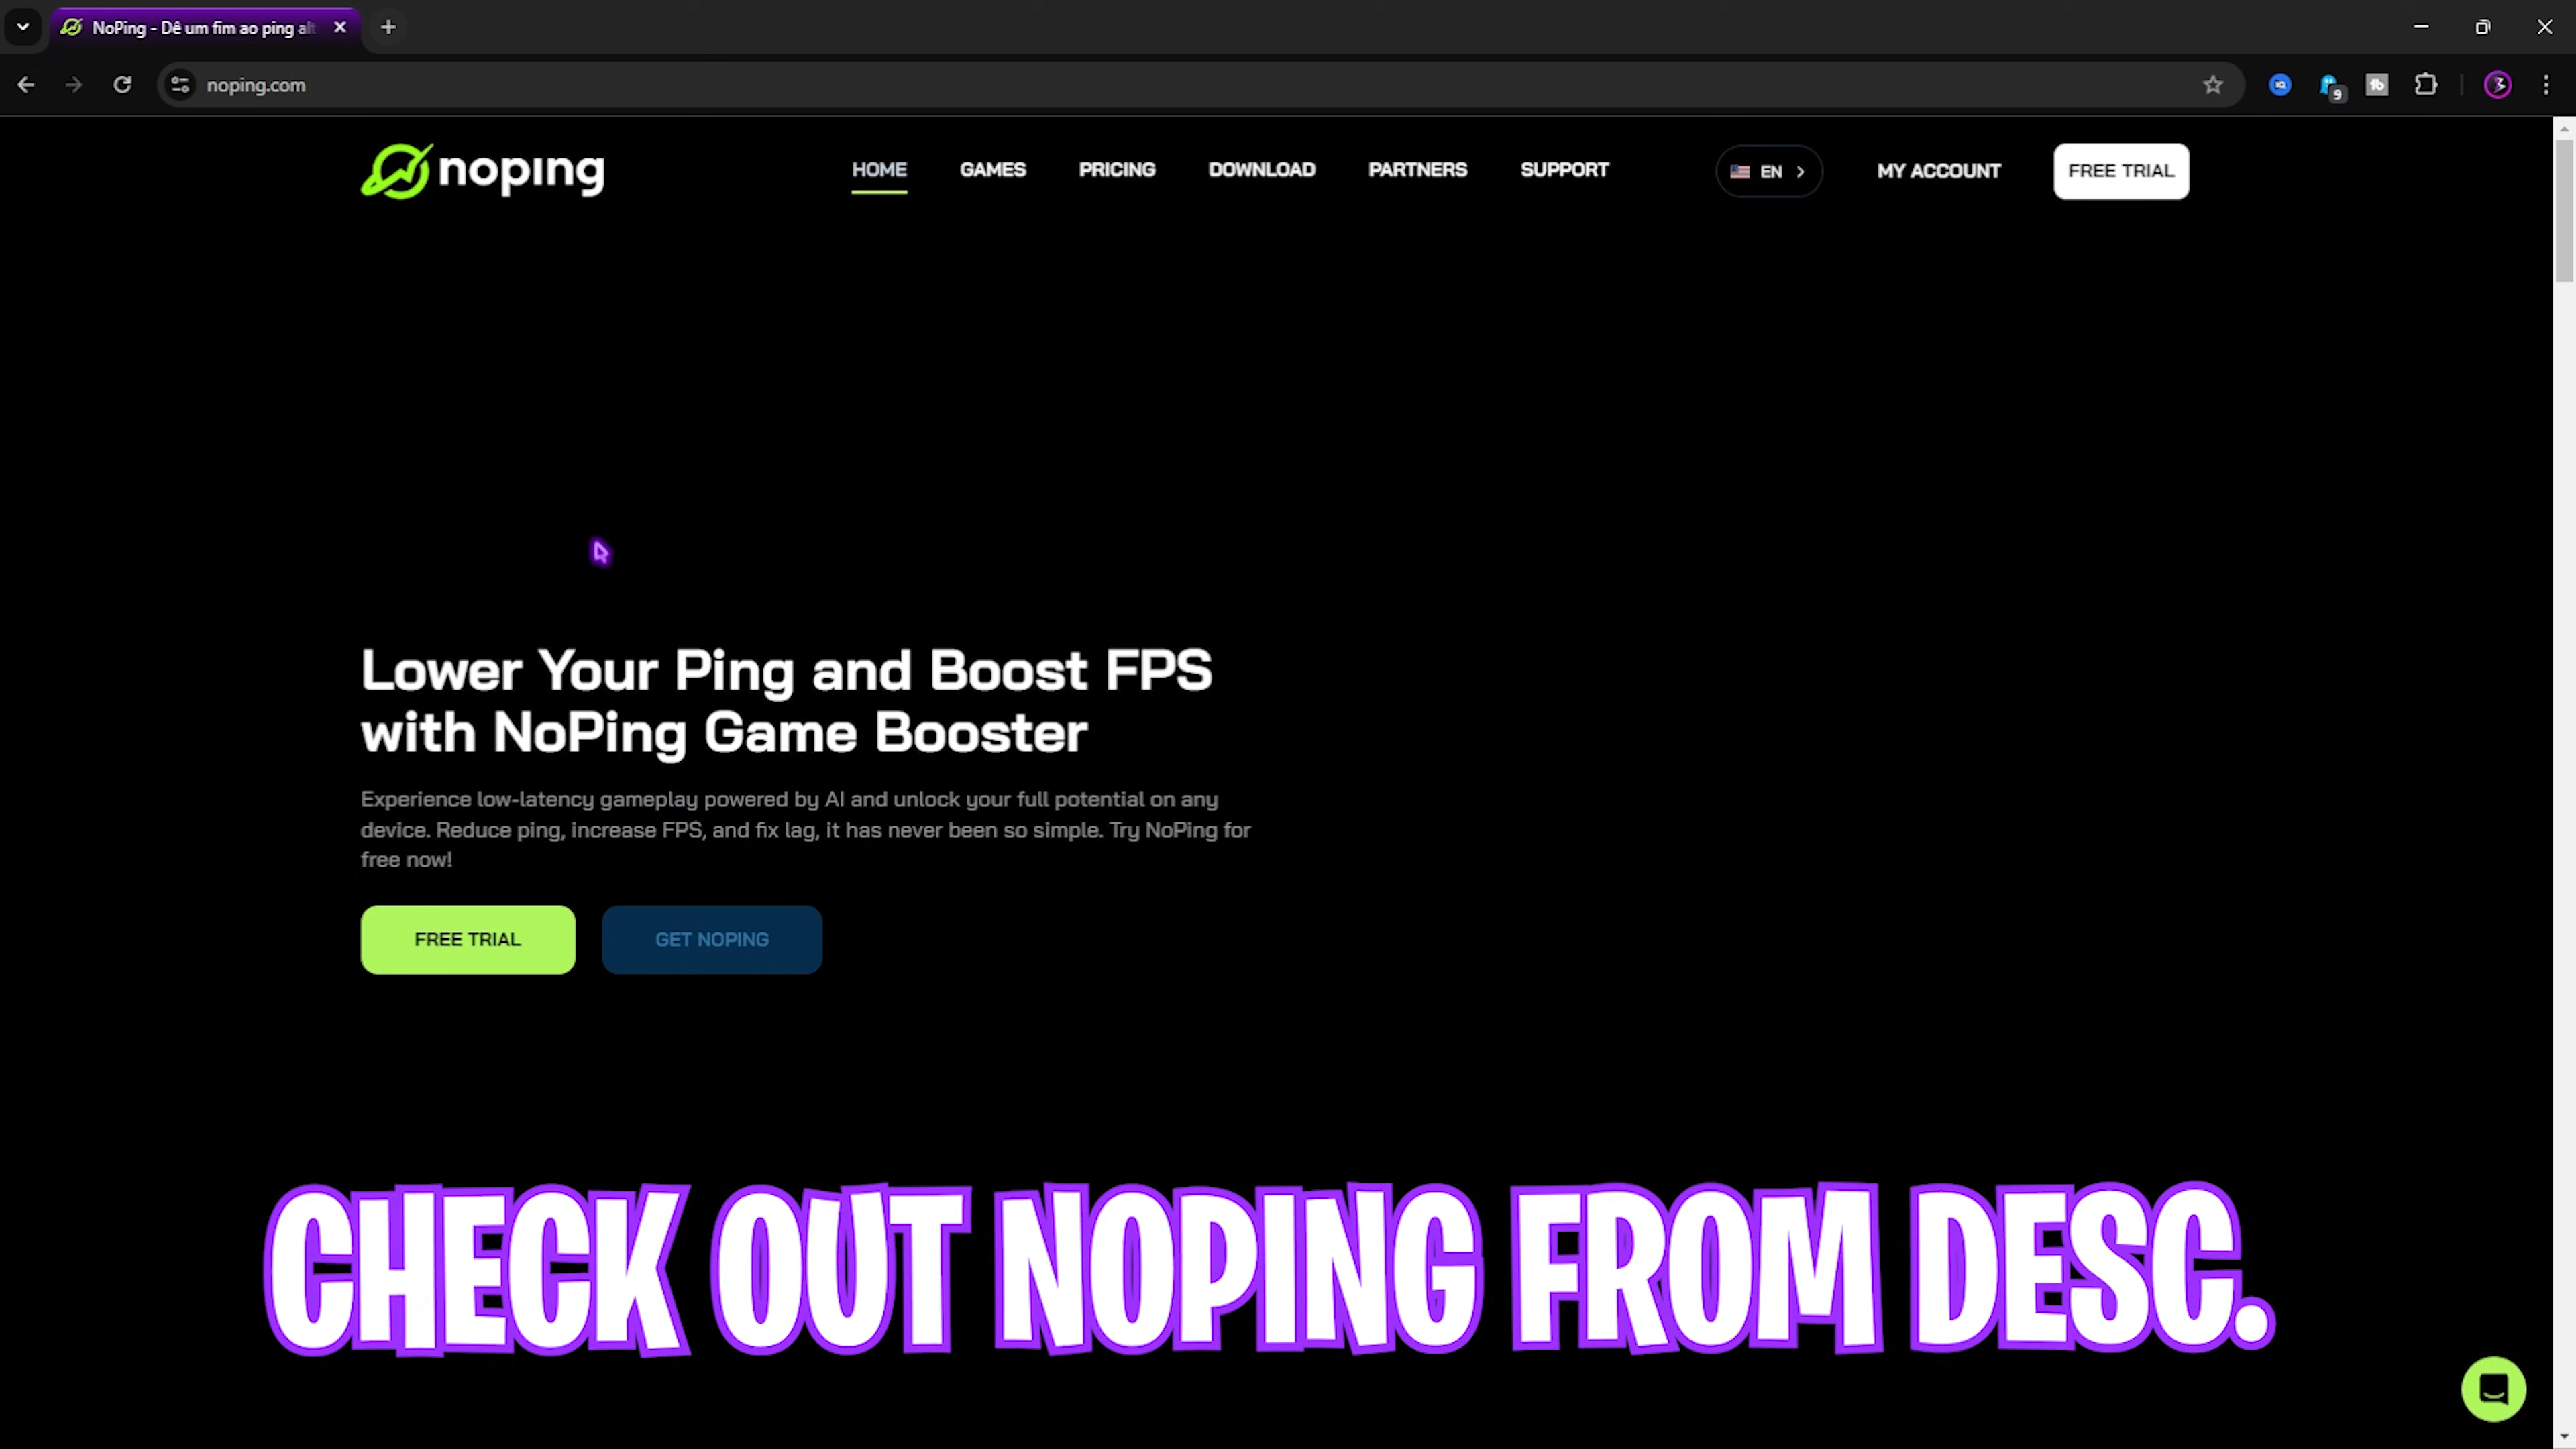 NoPing - Dê um fim ao ping alt
noping.com
9
noping
HOME GAMES PRICING DOWNLOAD PARTNERS SUPPORT EN MY ACCOUNT FREE TRIAL
Lower Your Ping and Boost FPS
with NoPing Game Booster
Experience low-latency gameplay powered by AI and unlock your full potential on any
device. Reduce ping, increase FPS, and fix lag, it has never been so simple. Try NoPing for
free now!
FREE TRIAL GET NOPING
CHECK OUT NOPING FROM DESC.